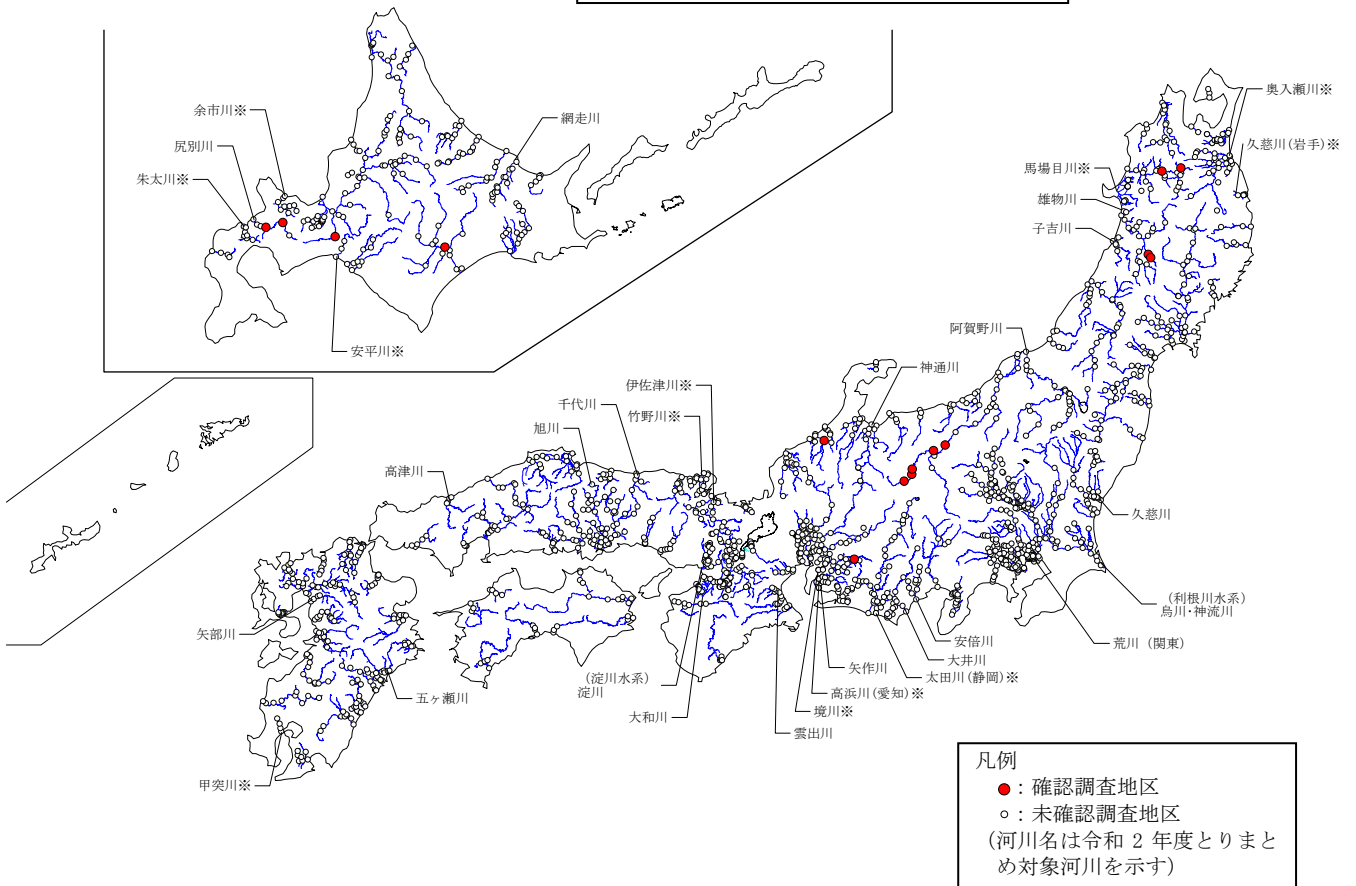 余市川※
尻別川
朱太川※
網走川
安平川※
奥入瀬川※
久慈川(岩手)※
馬場目川※
雄物川
子吉川
阿賀野川
神通川
伊佐津川※
千代川
竹野川※
旭川
高津川
久慈川
(利根川水系)
烏川・神流川
荒川 (関東)
安倍川
大井川
太田川(静岡)※
矢作川
高浜川(愛知)※
境川※
雲出川
(淀川水系)
淀川
大和川
矢部川
五ヶ瀬川
甲突川※
凡例
●：確認調査地区
○：未確認調査地区
(河川名は令和 2 年度とりまと
め対象河川を示す)